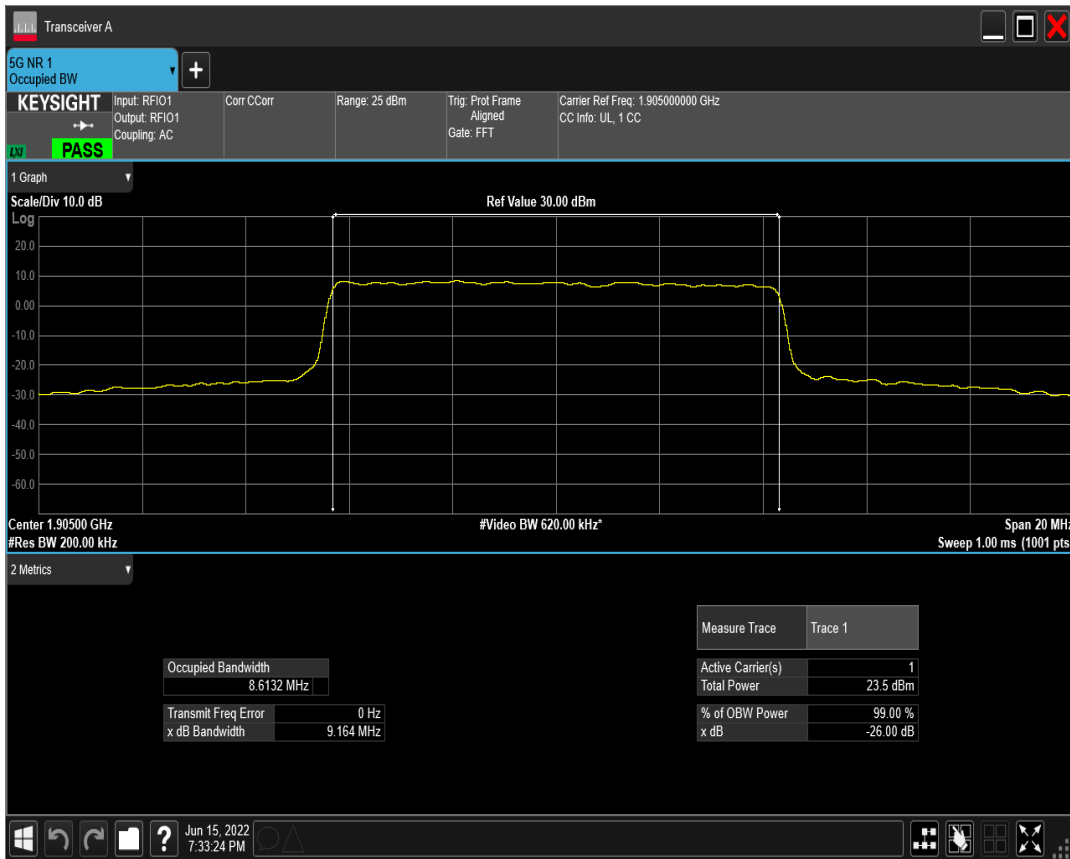 Transceiver A
5G NR 1
Occupied BW
KEYSIGHT
LXI
PASS
Input: RFIO1
Output: RFIO1
Coupling: AC
Corr CCorr
Range: 25 dBm
Trig: Prot Frame
Aligned
Gate: FFT
Carrier Ref Freq: 1.905000000 GHz
CC Info: UL, 1 CC
1 Graph
Scale/Div 10.0 dB
Ref Value 30.00 dBm
Log
20.0
10.0
0.00
-10.0
-20.0
-30.0
-40.0
-50.0
-60.0
Center 1.90500 GHz
#Video BW 620.00 kHz*
Span 20 MHz
#Res BW 200.00 kHz
Sweep 1.00 ms (1001 pts
2 Metrics
Measure Trace Trace 1
Occupied Bandwidth
8.6132 MHz
Active Carrier(s) 1
Total Power 23.5 dBm
Transmit Freq Error 0 Hz
x dB Bandwidth 9.164 MHz
% of OBW Power 99.00 %
x dB -26.00 dB
?
Jun 15, 2022
7:33:24 PM